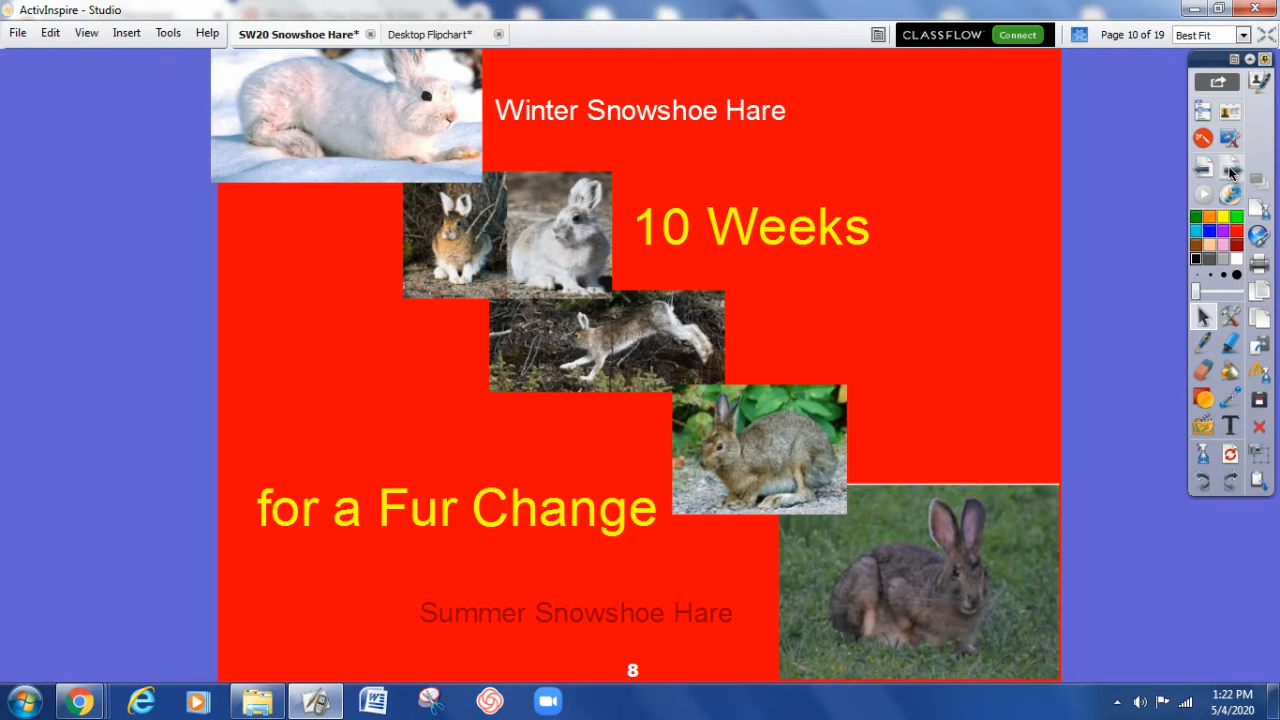 ActivInspire - Studio
File Edit View Insert Tools Help
SW20 Snowshoe Hare*
Desktop Flipchart*
CLASSFLOW Connect
Page 10 of 19
Best Fit
Winter Snowshoe Hare
10 Weeks
for a Fur Change
Summer Snowshoe Hare
8
1:22 PM
5/4/2020